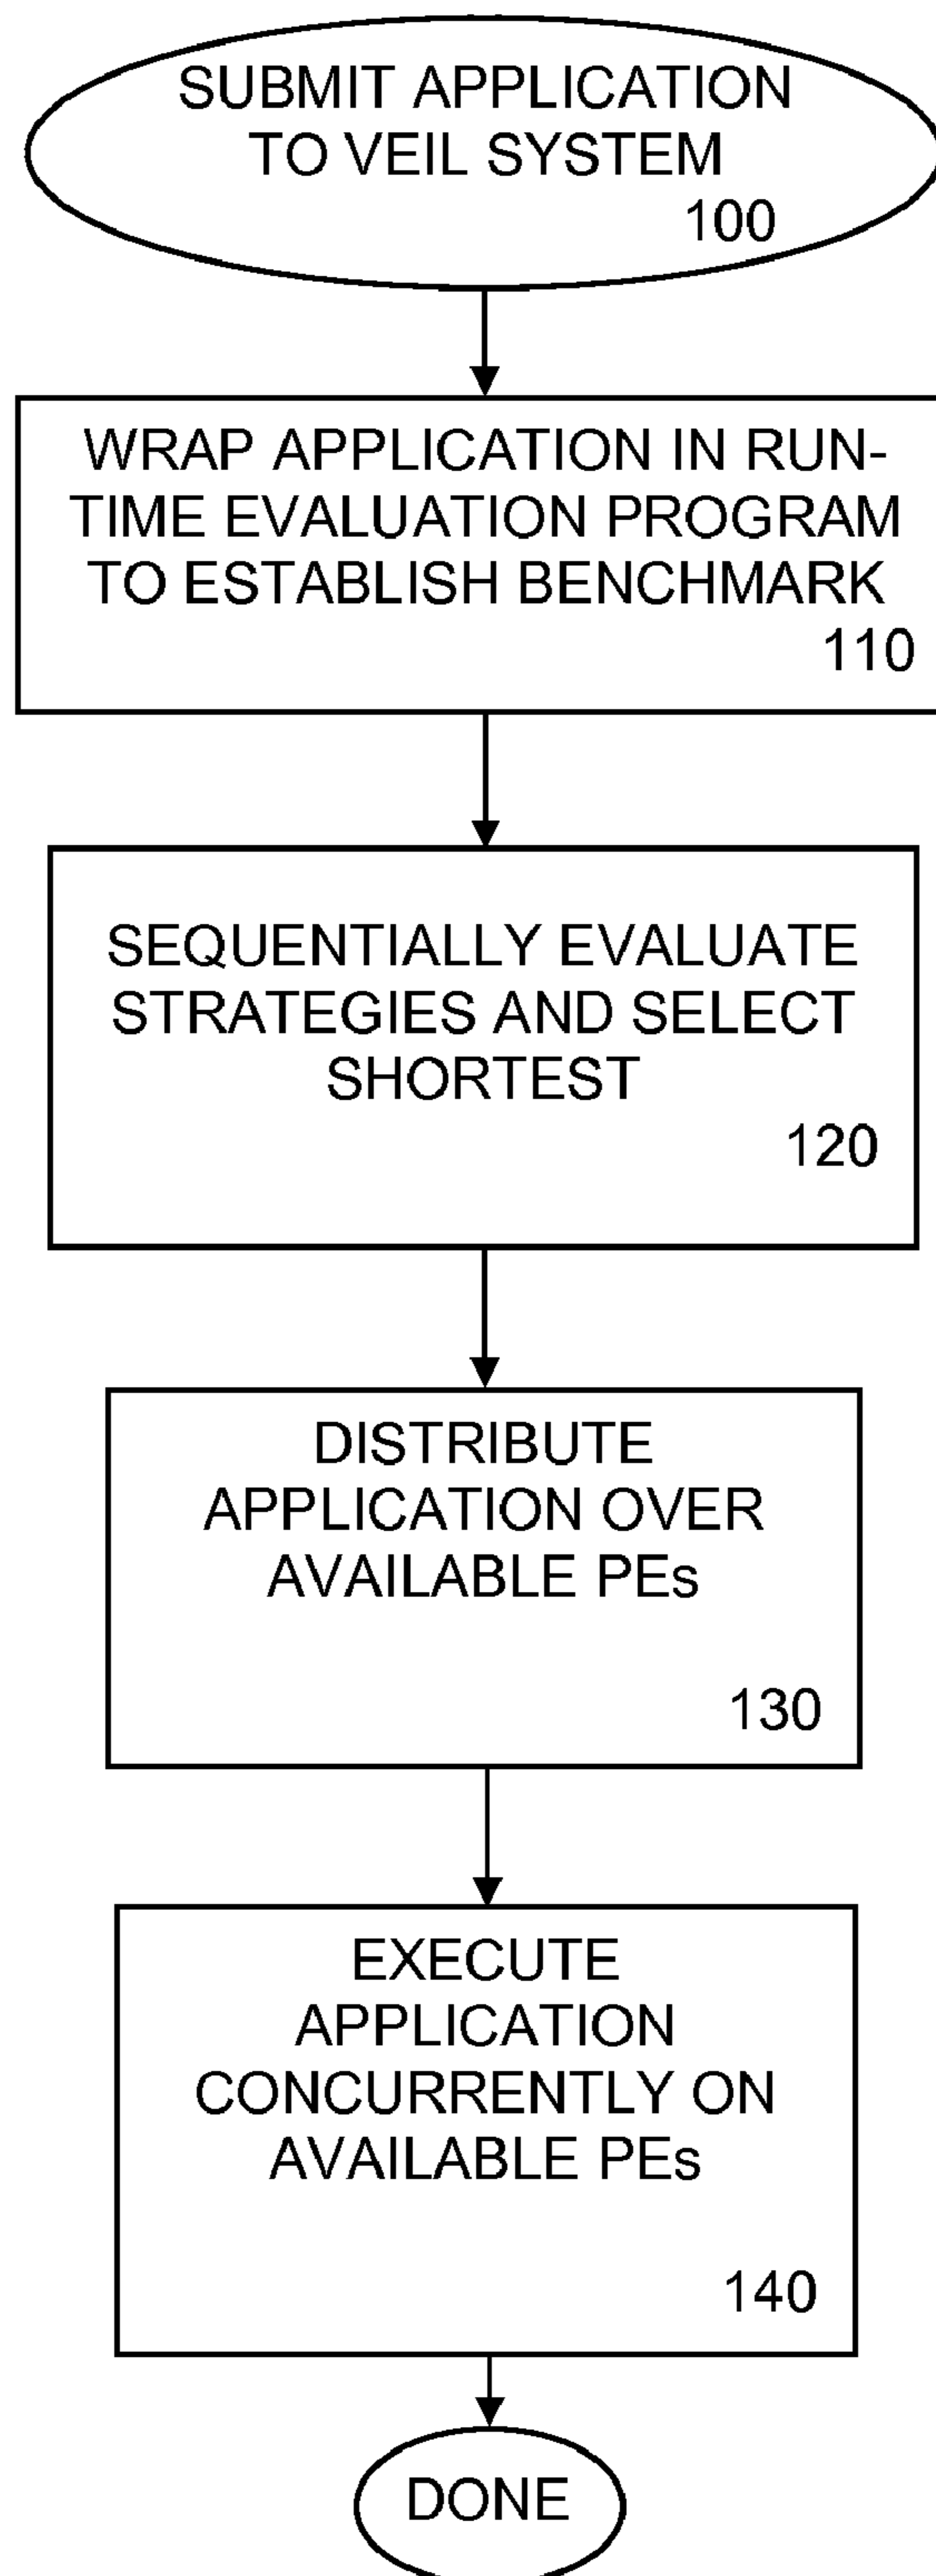 SUBMIT APPLICATION
TO VEIL SYSTEM
100
WRAP APPLICATION IN RUN-
TIME EVALUATION PROGRAM
TO ESTABLISH BENCHMARK
110
SEQUENTIALLY EVALUATE
STRATEGIES AND SELECT
SHORTEST
120
DISTRIBUTE
APPLICATION OVER
AVAILABLE PEs
130
EXECUTE
APPLICATION
CONCURRENTLY ON
AVAILABLE PEs
140
DONE